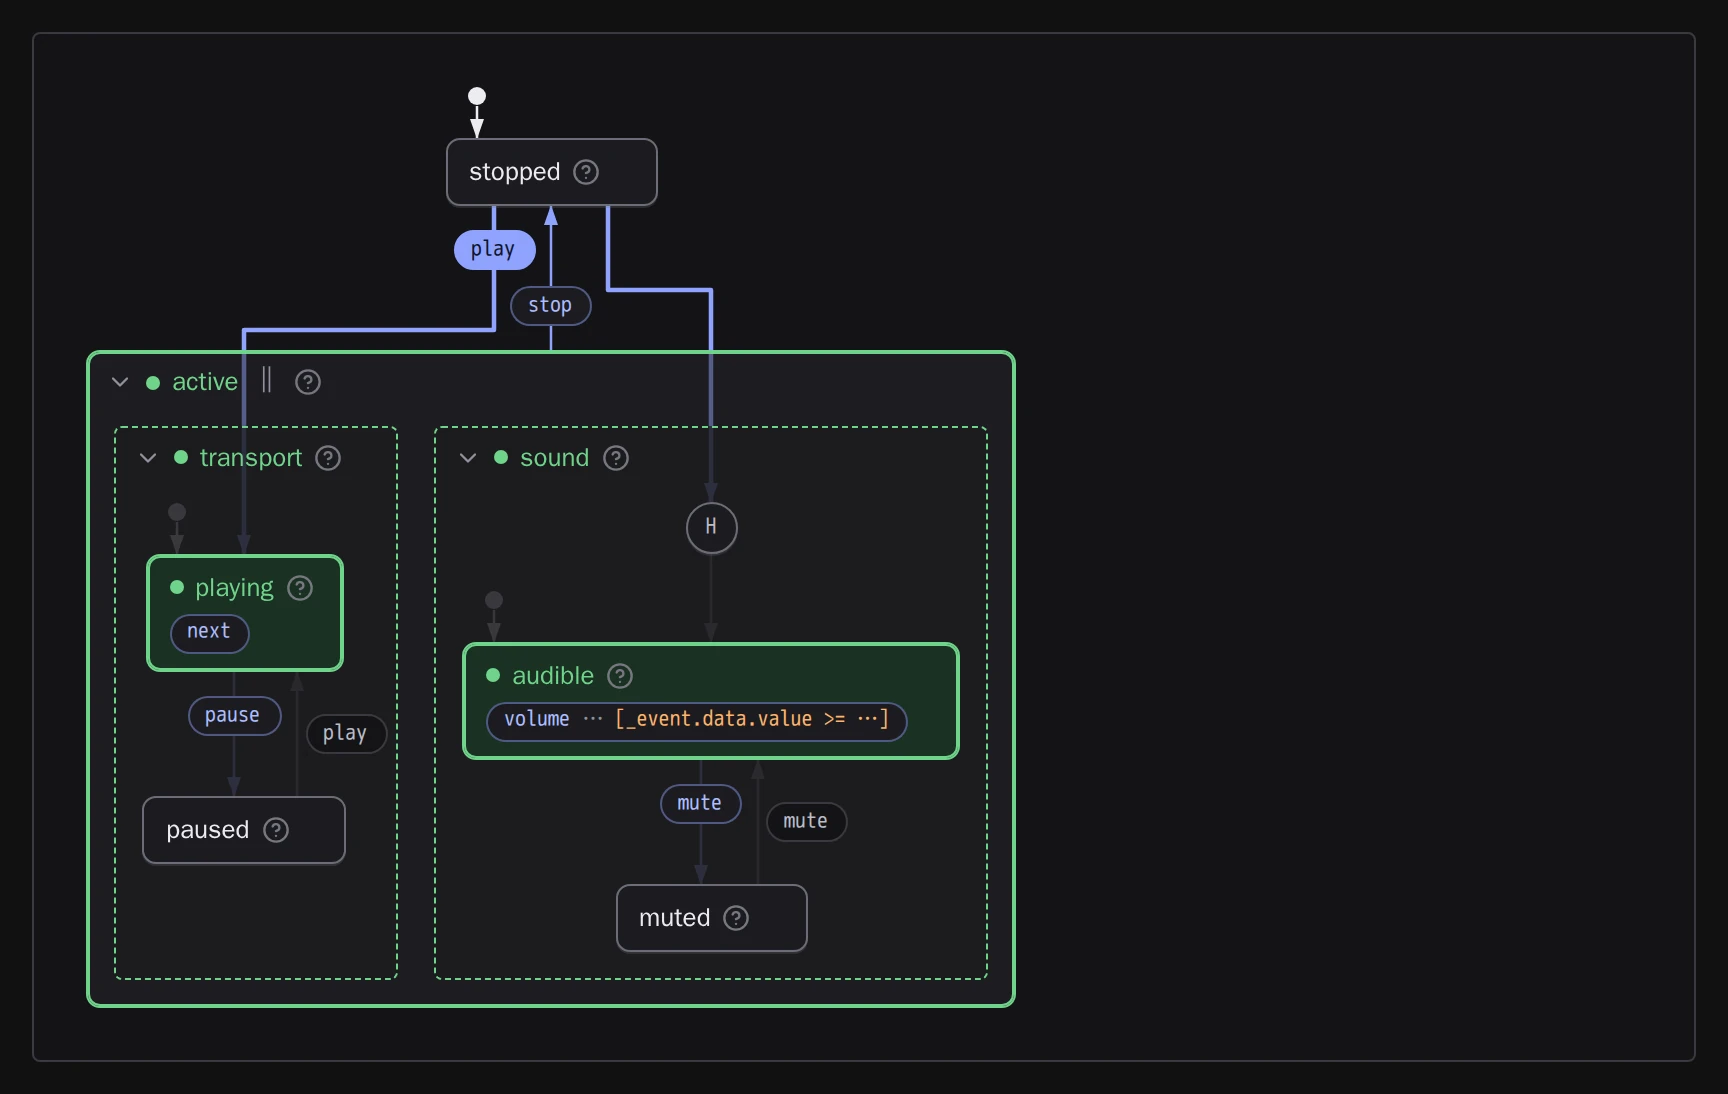 stopped ?
play
stop
active ?
transport ?
sound ?
H
playing ?
next
audible ?
volume ··· [_event.data.value >= ···]
pause
play
paused ?
mute
mute
muted ?